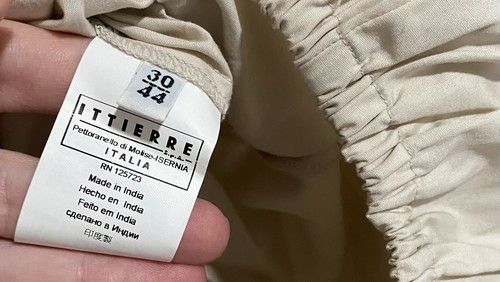 30
44
ITTIERRE
S.p.A.
Pettoranello di Molise-ISERNIA
ITALIA
RN 125723
Made in India
Hecho en India
Feito em India
сделано в Индии
印度製